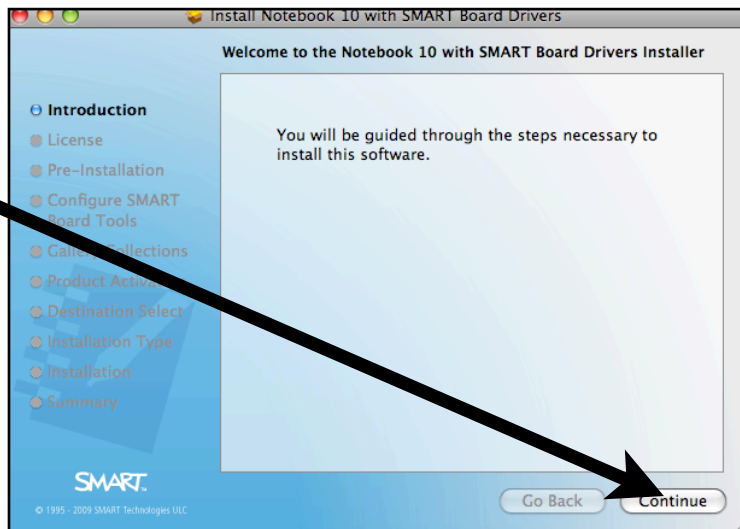 Install Notebook 10 with SMART Board Drivers
Welcome to the Notebook 10 with SMART Board Drivers Installer
Introduction
License
Pre-Installation
Configure SMART
Board Tools
Gallery Collections
Product Activation
Destination Select
Installation Type
Installation
Summary
You will be guided through the steps necessary to
install this software.
SMART
© 1995 - 2009 SMART Technologies ULC
Go Back
Continue